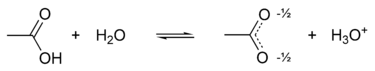 O O -½
+ H₂O ⇌ + H₃O⁺
OH O -½